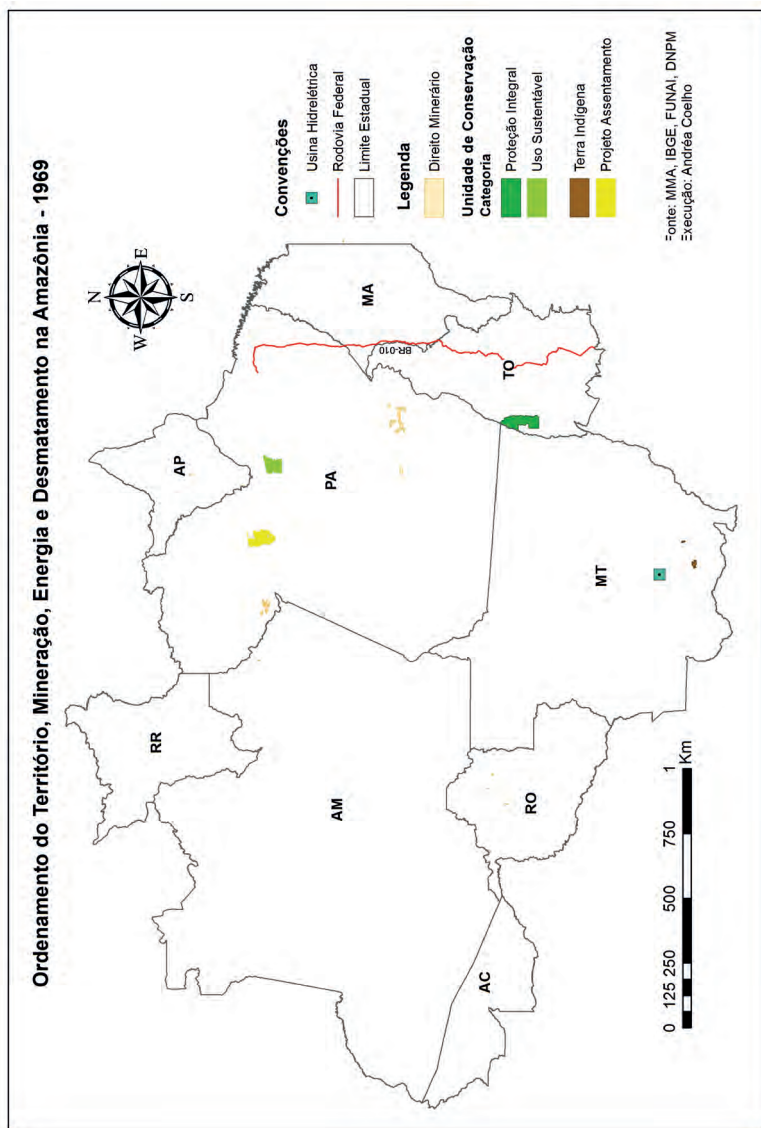 Ordenamento do Território, Mineração, Energia e Desmatamento na Amazônia - 1969
N
W
E
S
RR
AP
AM
PA
MA
BR-010
TO
AC
RO
MT
Convenções
Usina Hidrelétrica
Rodovia Federal
Limite Estadual
Legenda
Direito Minerário
Unidade de Conservação
Categoria
Proteção Integral
Uso Sustentável
Terra Indígena
Projeto Assentamento
0 125 250 500 750 1
Km
Fonte: MMA, IBGE, FUNAI, DNPM
Execução: Andréa Coelho